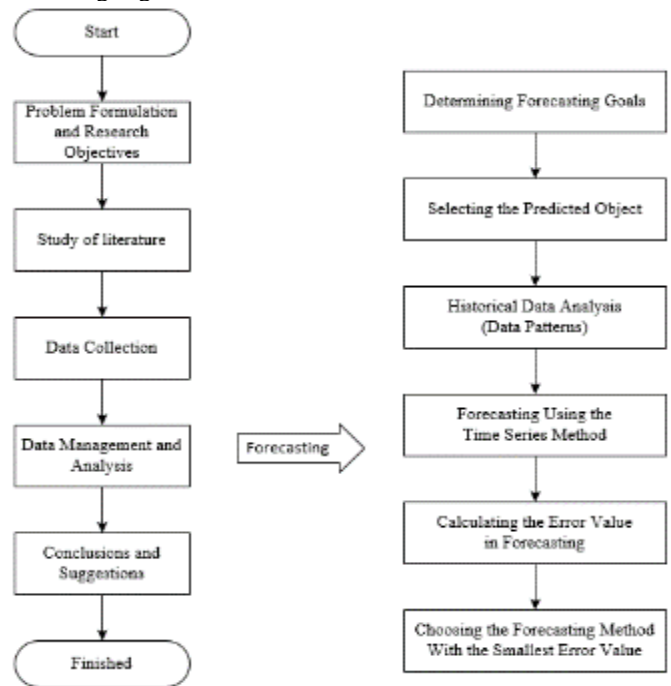 Start
Problem Formulation
and Research
Objectives
Study of literature
Data Collection
Data Management and
Analysis
Conclusions and
Suggestions
Finished
Forecasting
Determining Forecasting Goals
Selecting the Predicted Object
Historical Data Analysis
(Data Patterns)
Forecasting Using the
Time Series Method
Calculating the Error Value
in Forecasting
Choosing the Forecasting Method
With the Smallest Error Value